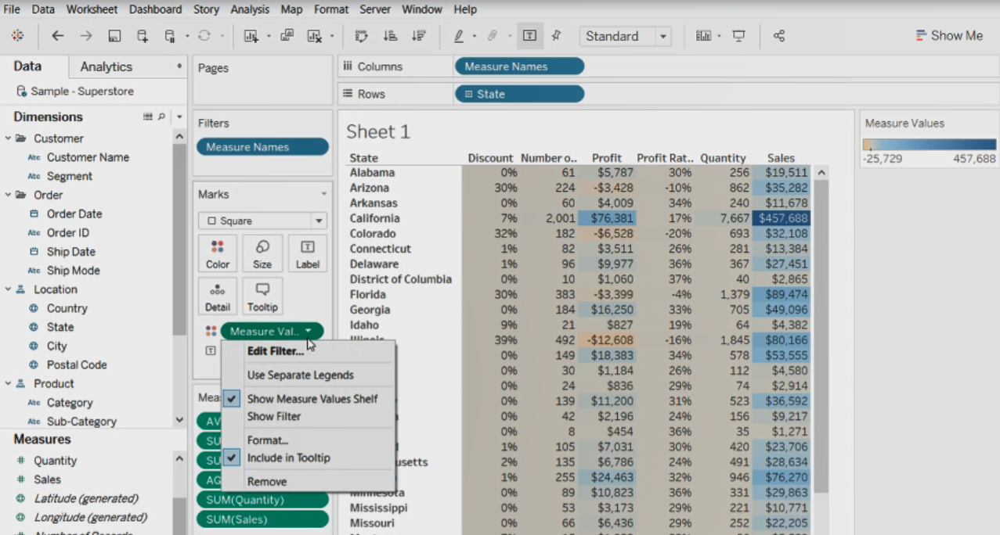 File Data Worksheet Dashboard Story Analysis Map Format Server Window Help
Standard
Show Me
Data
Analytics
Sample - Superstore
Dimensions
Customer
Abc Customer Name
Abc Segment
Order
Order Date
Abc Order ID
Ship Date
Abc Ship Mode
Location
Country
State
City
Postal Code
Product
Abc Category
Abc Sub-Category
Measures
# Quantity
# Sales
Latitude (generated)
Longitude (generated)
Pages
Filters
Measure Names
Marks
Square
Color Size Label
Detail Tooltip
Measure Val..
Edit Filter...
Use Separate Legends
Show Measure Values Shelf
Show Filter
Format...
Include in Tooltip
Remove
Mea
AV
SU
SU
AG
SUM(Quantity)
SUM(Sales)
Columns Measure Names
Rows State
Sheet 1
State Discount Number o.. Profit Profit Rat.. Quantity Sales
Alabama 0% 61 $5,787 30% 256 $19,511
Arizona 30% 224 -$3,428 -10% 862 $35,282
Arkansas 0% 60 $4,009 34% 240 $11,678
California 7% 2,001 $76,381 17% 7,667 $457,688
Colorado 32% 182 -$6,528 -20% 693 $32,108
Connecticut 1% 82 $3,511 26% 281 $13,384
Delaware 1% 96 $9,977 36% 367 $27,451
District of Columbia 0% 10 $1,060 37% 40 $2,865
Florida 30% 383 -$3,399 -4% 1,379 $89,474
Georgia 0% 184 $16,250 33% 705 $49,096
Idaho 9% 21 $827 19% 64 $4,382
Illinois 39% 492 -$12,608 -16% 1,845 $80,166
0% 149 $18,383 34% 578 $53,555
0% 30 $1,184 26% 112 $4,580
0% 24 $836 29% 74 $2,914
0% 139 $11,200 31% 523 $36,592
0% 42 $2,196 24% 156 $9,217
0% 8 $454 36% 35 $1,271
1% 105 $7,031 30% 420 $23,706
usetts 2% 135 $6,786 24% 491 $28,634
1% 255 $24,463 32% 946 $76,270
Minnesota 0% 89 $10,823 36% 331 $29,863
Mississippi 0% 53 $3,173 29% 221 $10,771
Missouri 0% 66 $6,436 29% 252 $22,205
Measure Values
-25,729 457,688